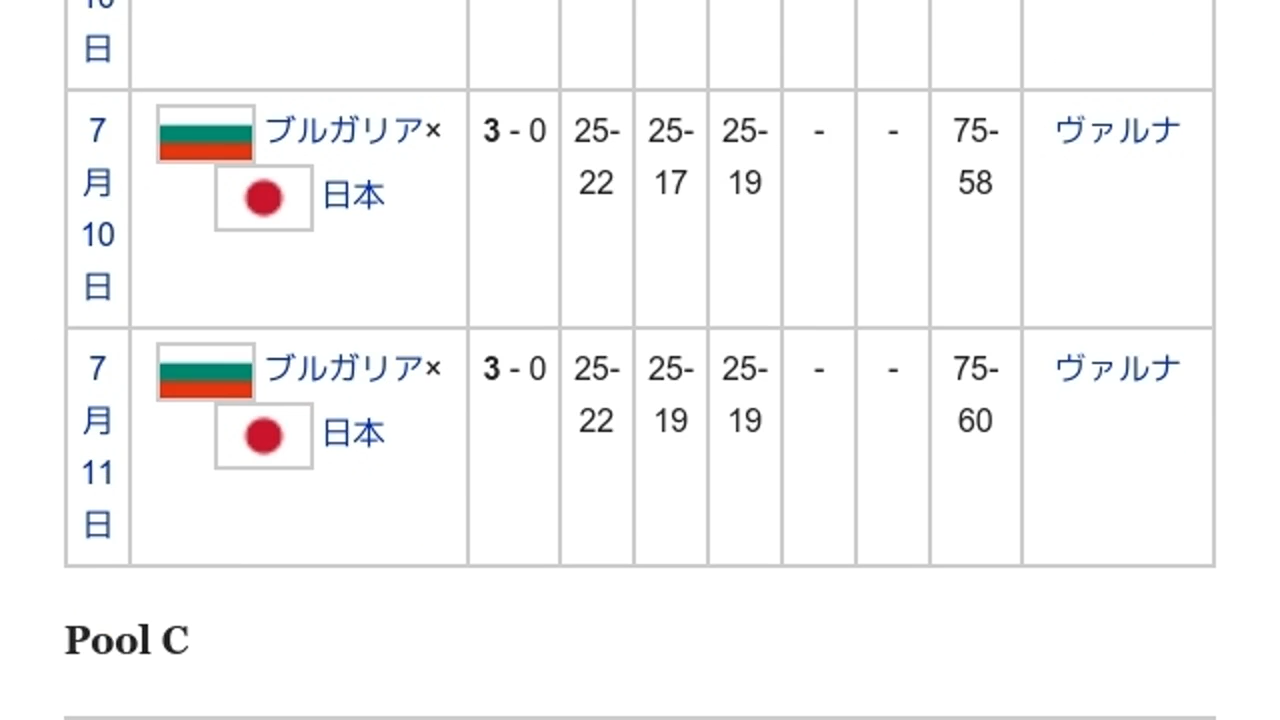 10
日
7
月
10
日
ブルガリア×
日本
3 - 0
25-
22
25-
17
25-
19
-
-
75-
58
ヴァルナ
7
月
11
日
ブルガリア×
日本
3 - 0
25-
22
25-
19
25-
19
-
-
75-
60
ヴァルナ
Pool C